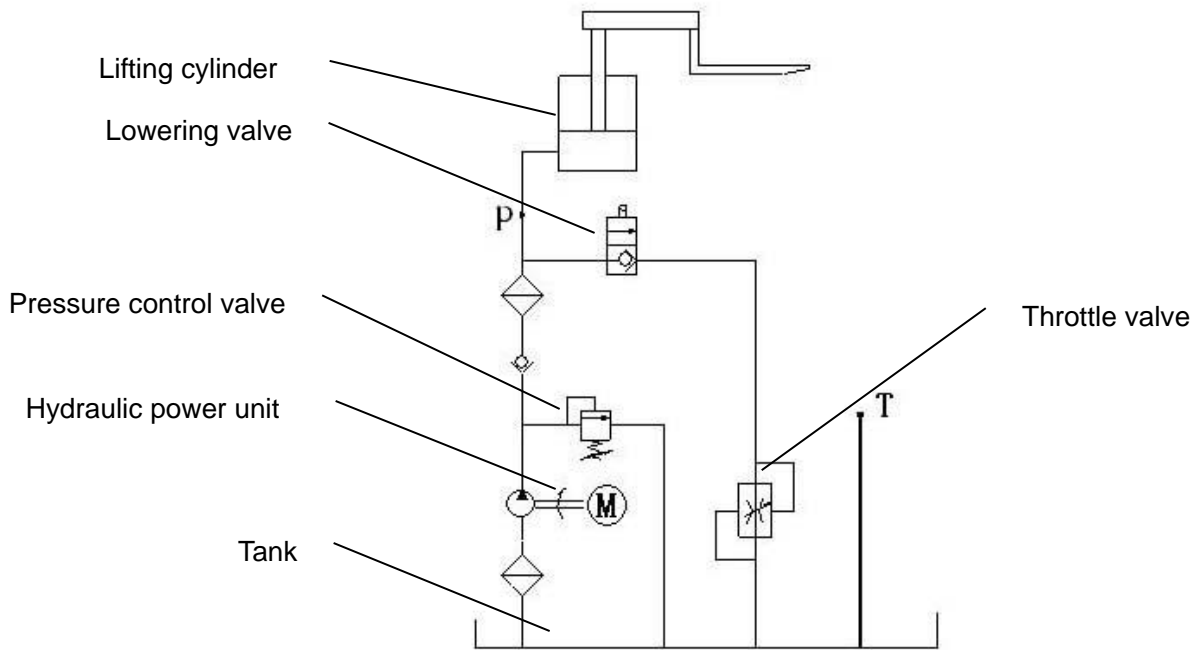 Lifting cylinder
Lowering valve
p
Pressure control valve
Throttle valve
Hydraulic power unit
T
M
Tank